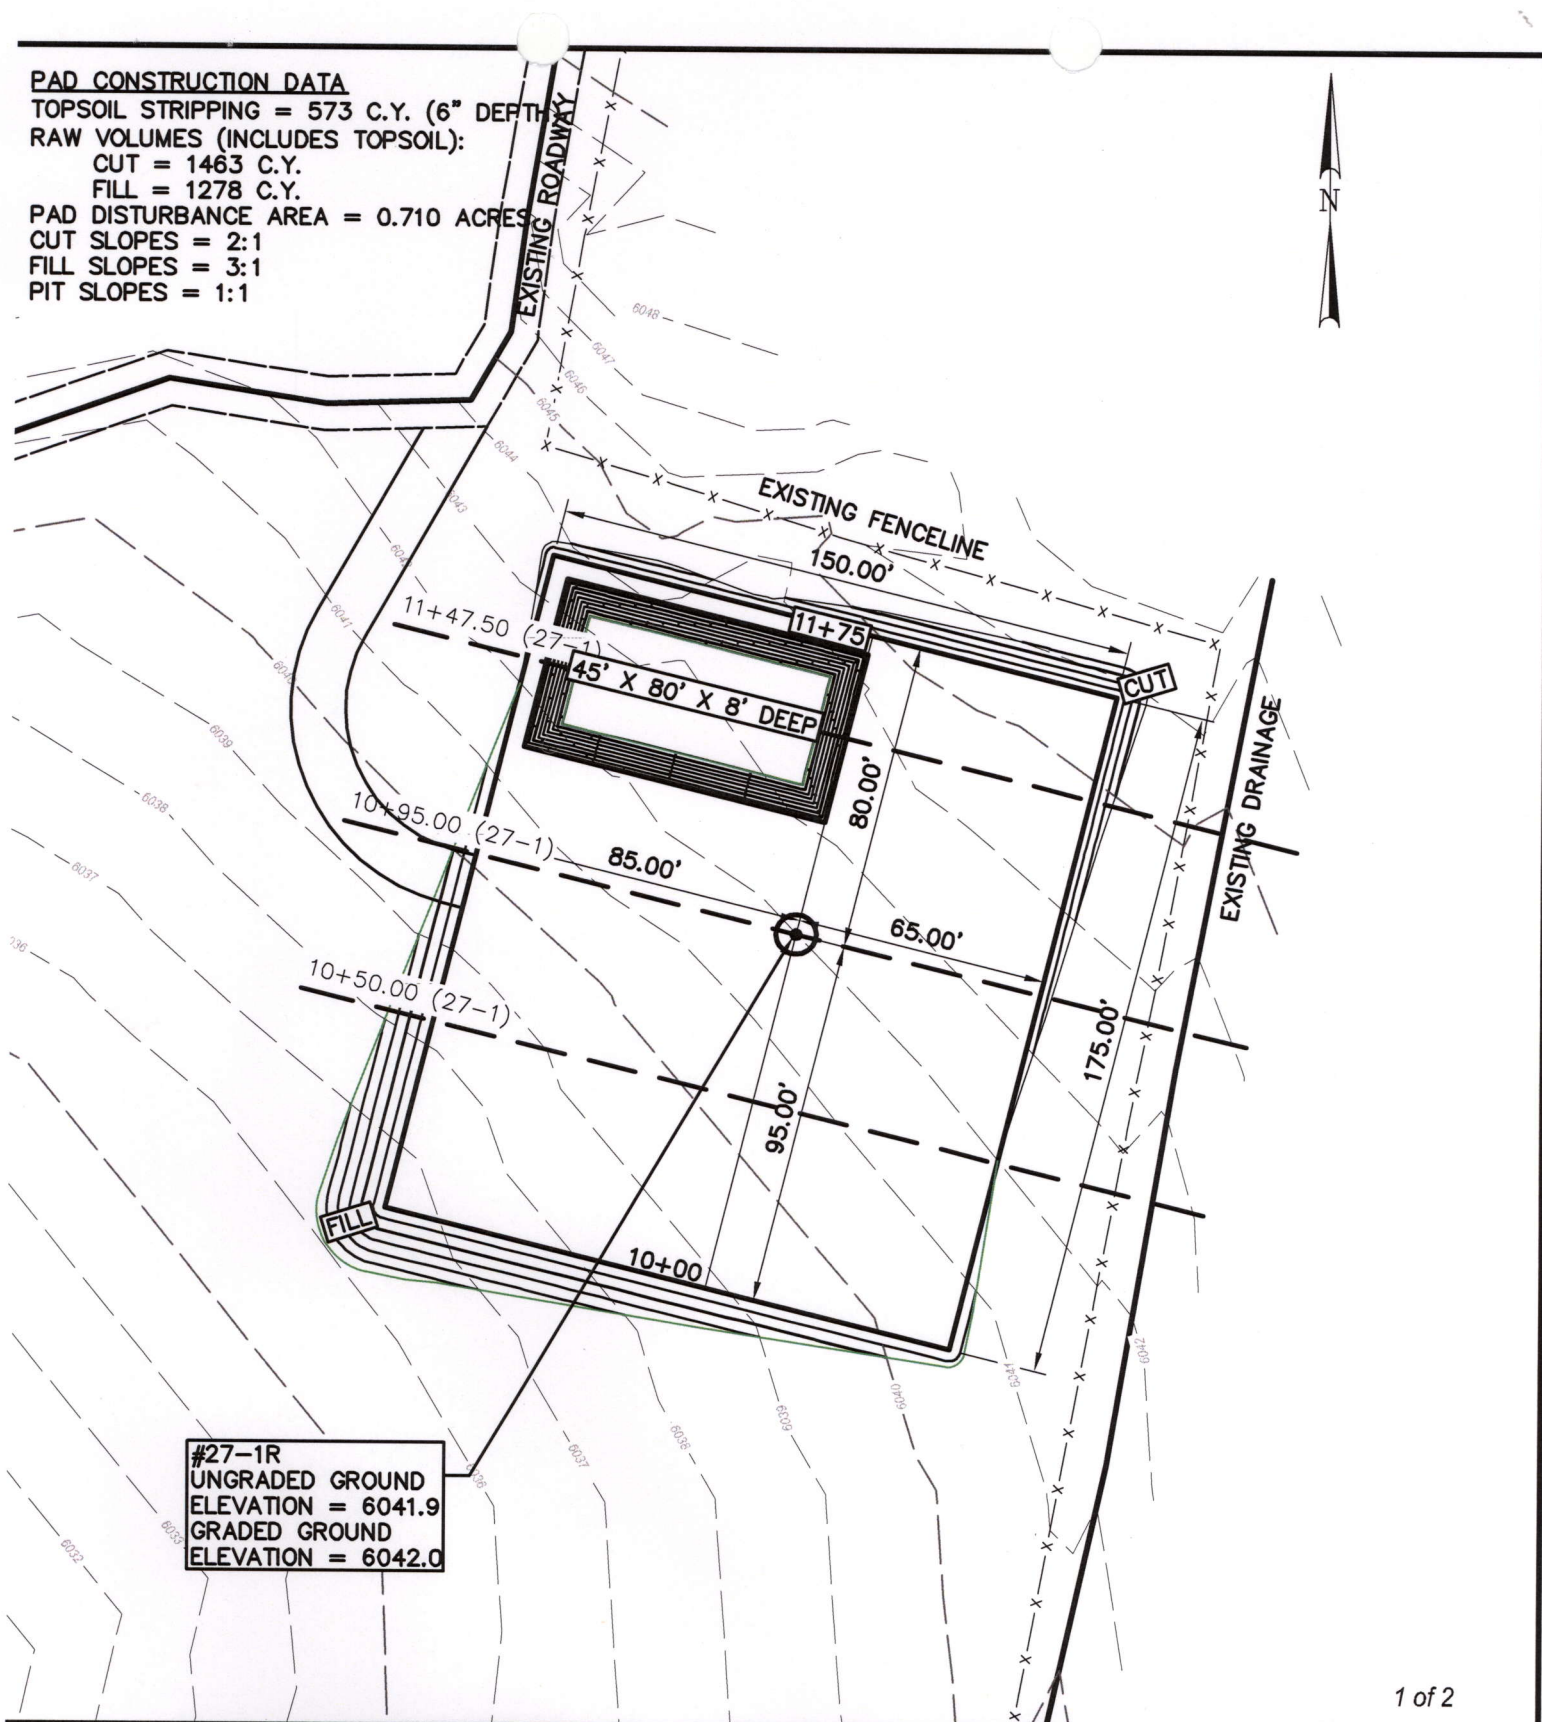 PAD CONSTRUCTION DATA
TOPSOIL STRIPPING = 573 C.Y. (6" DEPTH
RAW VOLUMES (INCLUDES TOPSOIL):
CUT = 1463 C.Y.
FILL = 1278 C.Y.
PAD DISTURBANCE AREA = 0.710 ACRES
CUT SLOPES = 2:1
FILL SLOPES = 3:1
PIT SLOPES = 1:1
EXISTING ROADWAY
N
6048
6047
6046
6045
6044
6043
6041
6039
6038
6037
EXISTING FENCELINE
150.00'
11+75
11+47.50 (27-1)
45' X 80' X 8' DEEP
CUT
EXISTING DRAINAGE
80.00'
10+95.00 (27-1)
85.00'
65.00'
10+50.00 (27-1)
175.00'
95.00'
FILL
10+00
6042
6041
6040
6039
6038
6037
6036
6033
6032
#27-1R
UNGRADED GROUND
ELEVATION = 6041.9
GRADED GROUND
ELEVATION = 6042.0
1 of 2